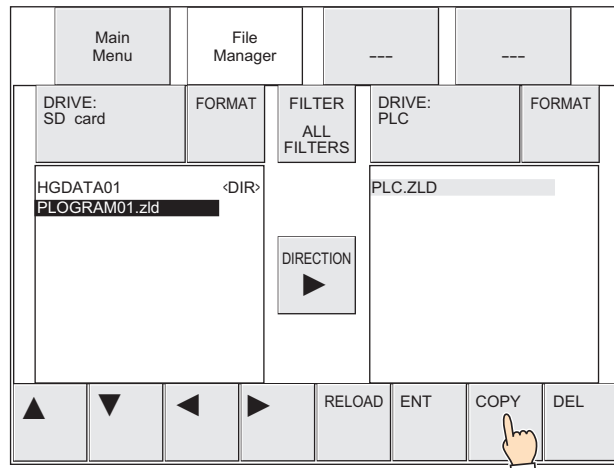 Main
Menu
File
Manager
---
---
DRIVE:
SD card
FORMAT
FILTER
ALL
FILTERS
DRIVE:
PLC
FORMAT
HGDATA01 <DIR>
PLOGRAM01.zld
PLC.ZLD
DIRECTION
▶
▲ ▼ ◀ ▶ RELOAD ENT COPY DEL